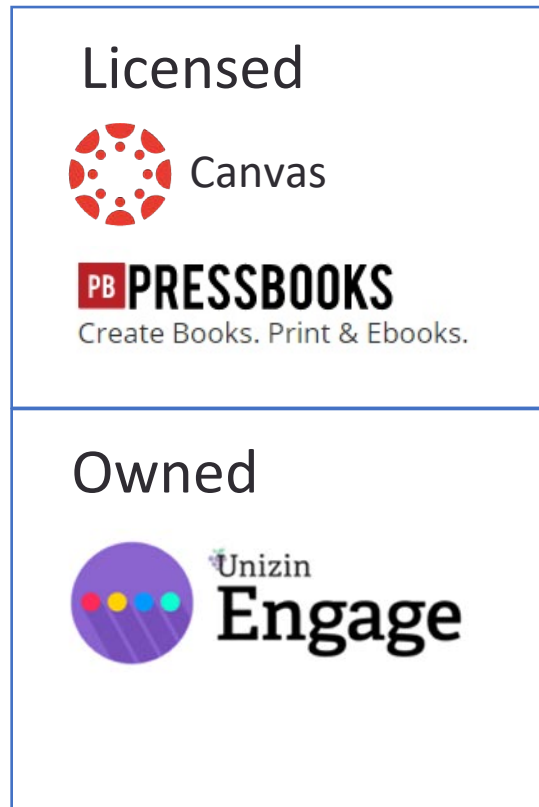 Licensed
Canvas
PB PRESSBOOKS
Create Books. Print & Ebooks.
Owned
Unizin
Engage